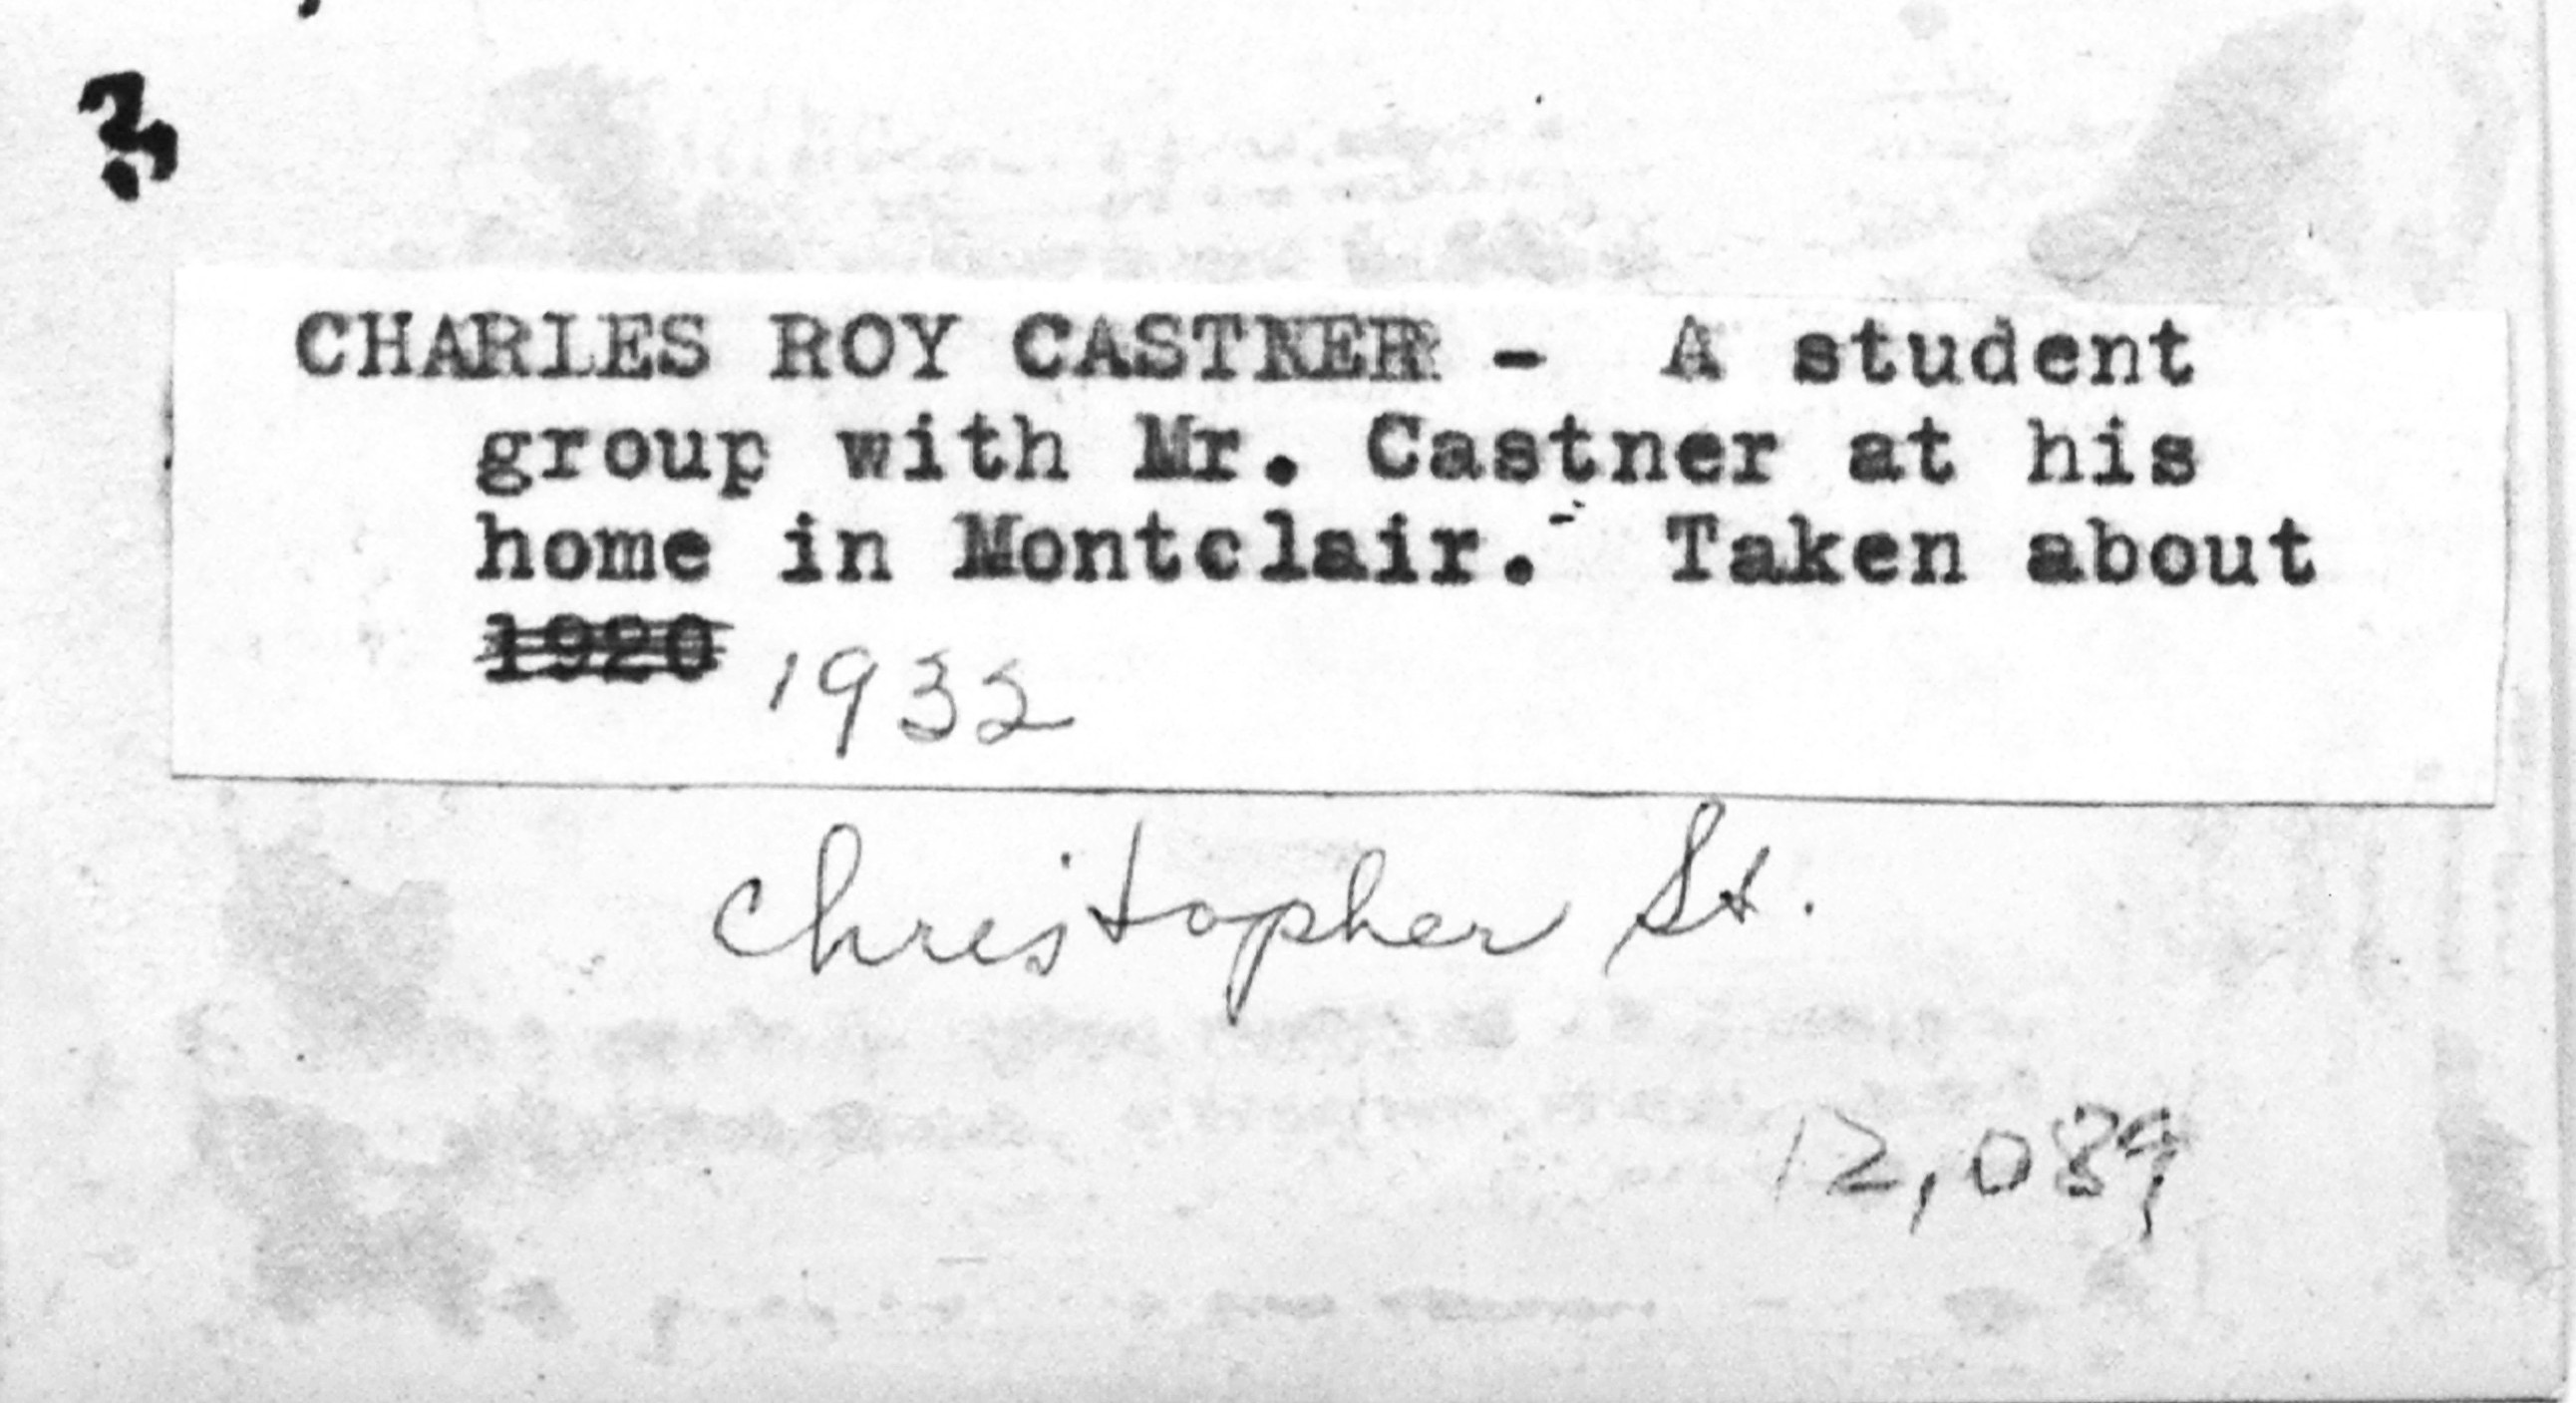 ?
CHARLES ROY CASTNER - A student
group with Mr. Castner at his
home in Montclair. Taken about
1920 1932
Christopher St.
12,089